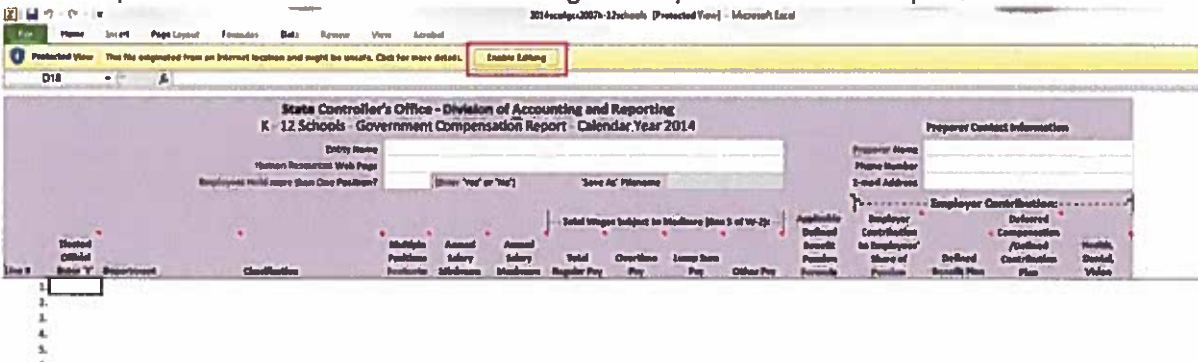 2014scoilgcr2007k-12schools [Protected View] - Microsoft Excel
File Home Insert Page Layout Formulas Data Review View Acrobat
Protected View This file originated from an Internet location and might be unsafe. Click for more details. Enable Editing
D18
State Controller's Office - Division of Accounting and Reporting
K - 12 Schools - Government Compensation Report - Calendar Year 2014
Preparer Contact Information
Entity Name
Preparer Name
Human Resources Web Page
Phone Number
Employees Hold more than One Position? [Enter 'Yes' or 'No'] 'Save As' Filename
E-mail Address
Employer Contribution:
Total Wages Subject to Medicare (Box 5 of W-2):
Line #
Elected Official Enter 'Y'
Department
Classification
Multiple Positions
Annual Salary Minimum
Annual Salary Maximum
Total Regular Pay
Overtime Pay
Lump Sum Pay
Other Pay
Applicable Defined Benefit Pension Formula
Employer Contribution to Employees' Share of Pension
Defined Benefit Plan
Deferred Compensation /Defined Contribution Plan
Health, Dental, Vision
1.
2.
3.
4.
5.